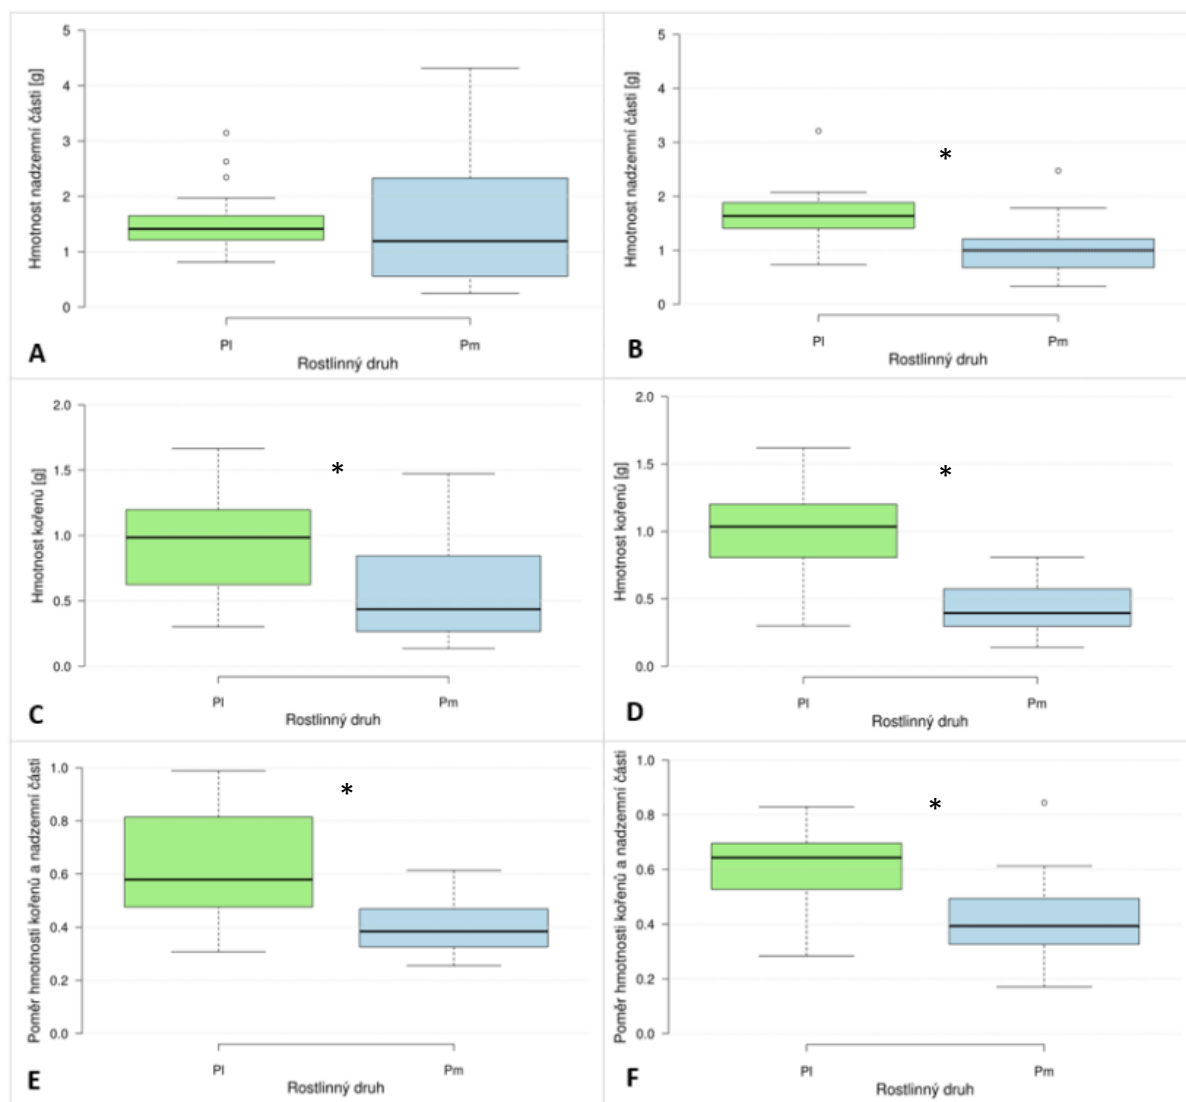 Hmotnost nadzemní části [g]
5
4
3
2
1
0
Pl
Pm
Rostlinný druh
A
Hmotnost nadzemní části [g]
5
4
3
2
1
0
*
Pl
Pm
Rostlinný druh
B
Hmotnost kořenů [g]
2.0
1.5
1.0
0.5
0.0
*
Pl
Pm
Rostlinný druh
C
Hmotnost kořenů [g]
2.0
1.5
1.0
0.5
0.0
*
Pl
Pm
Rostlinný druh
D
Poměr hmotnosti kořenů a nadzemní části
1.0
0.8
0.6
0.4
0.2
0.0
*
Pl
Pm
Rostlinný druh
E
Poměr hmotnosti kořenů a nadzemní části
1.0
0.8
0.6
0.4
0.2
0.0
*
Pl
Pm
Rostlinný druh
F